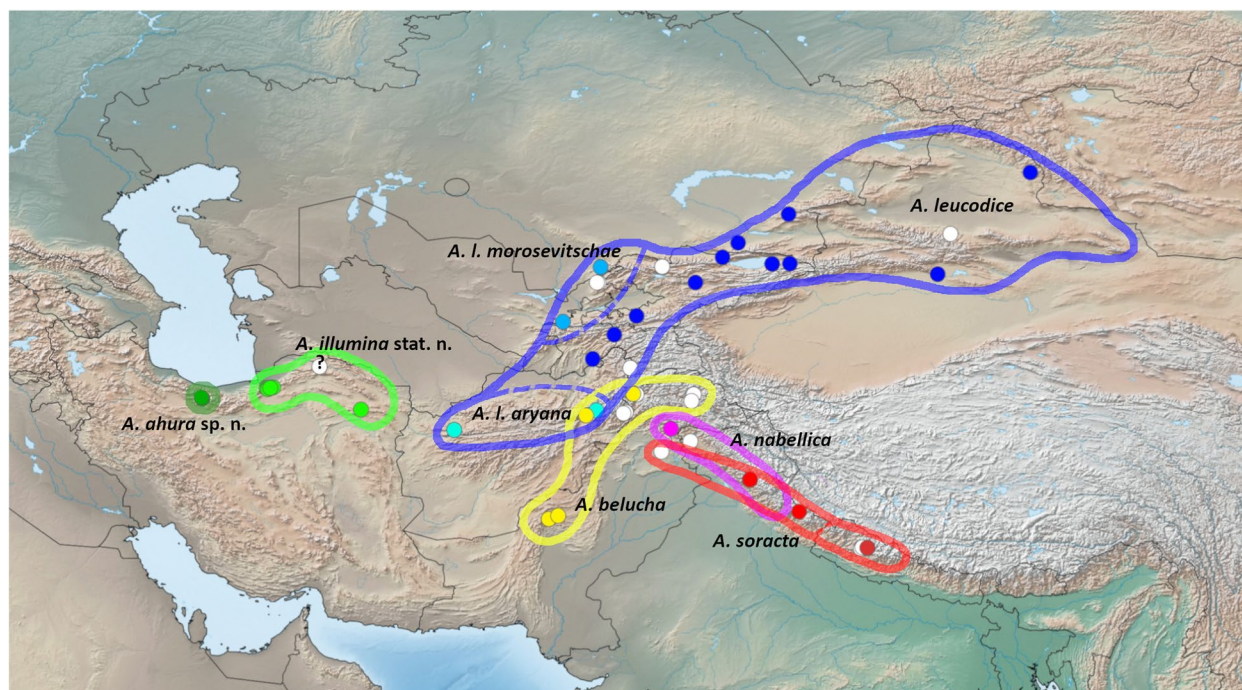 A. leucodice
A. l. morosevitschae
A. illumina stat. n.
?
A. l. aryana
A. ahura sp. n.
A. nabellica
A. belucha
A. soracta